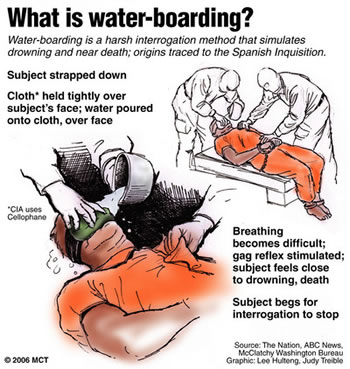 What is water-boarding?
Water-boarding is a harsh interrogation method that simulates
drowning and near death; origins traced to the Spanish Inquisition.
Subject strapped down
Cloth* held tightly over
subject's face; water poured
onto cloth, over face
*CIA uses
Cellophane
Breathing
becomes difficult;
gag reflex stimulated;
subject feels close
to drowning, death
Subject begs for
interrogation to stop
Source: The Nation, ABC News,
McClatchy Washington Bureau
Graphic: Lee Hulteng, Judy Treible
© 2006 MCT